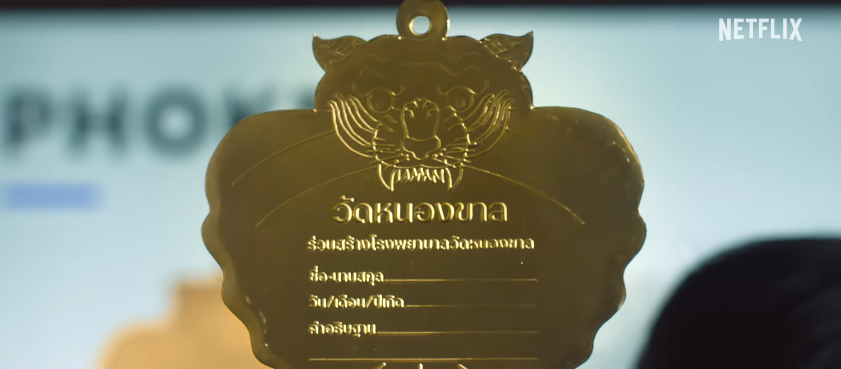 NETFLIX
PHOK
วัดหนองขาล
ร่วมสร้างโรงพยาบาลวัดหนองขาล
ชื่อ-นามสกุล
วัน/เดือน/ปีเกิด
คำอธิษฐาน